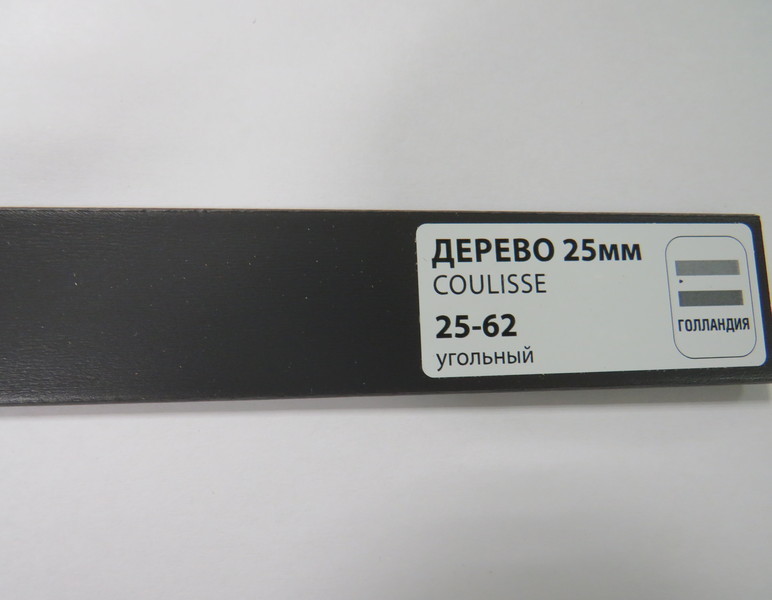 ДЕРЕВО 25мм
COULISSE
25-62
угольный
ГОЛЛАНДИЯ